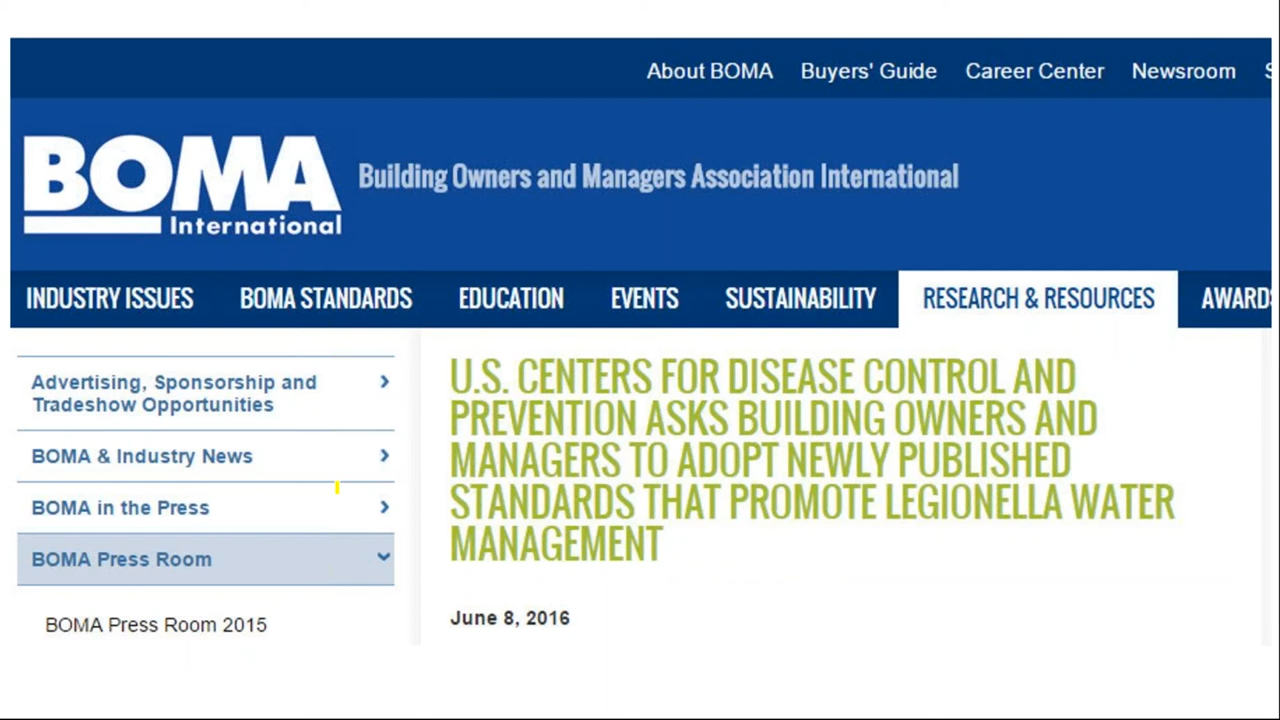 About BOMA Buyers' Guide Career Center Newsroom
BOMA
International
Building Owners and Managers Association International
INDUSTRY ISSUES BOMA STANDARDS EDUCATION EVENTS SUSTAINABILITY RESEARCH & RESOURCES AWARDS
Advertising, Sponsorship and
Tradeshow Opportunities
BOMA & Industry News
BOMA in the Press
BOMA Press Room
BOMA Press Room 2015
U.S. CENTERS FOR DISEASE CONTROL AND
PREVENTION ASKS BUILDING OWNERS AND
MANAGERS TO ADOPT NEWLY PUBLISHED
STANDARDS THAT PROMOTE LEGIONELLA WATER
MANAGEMENT
June 8, 2016